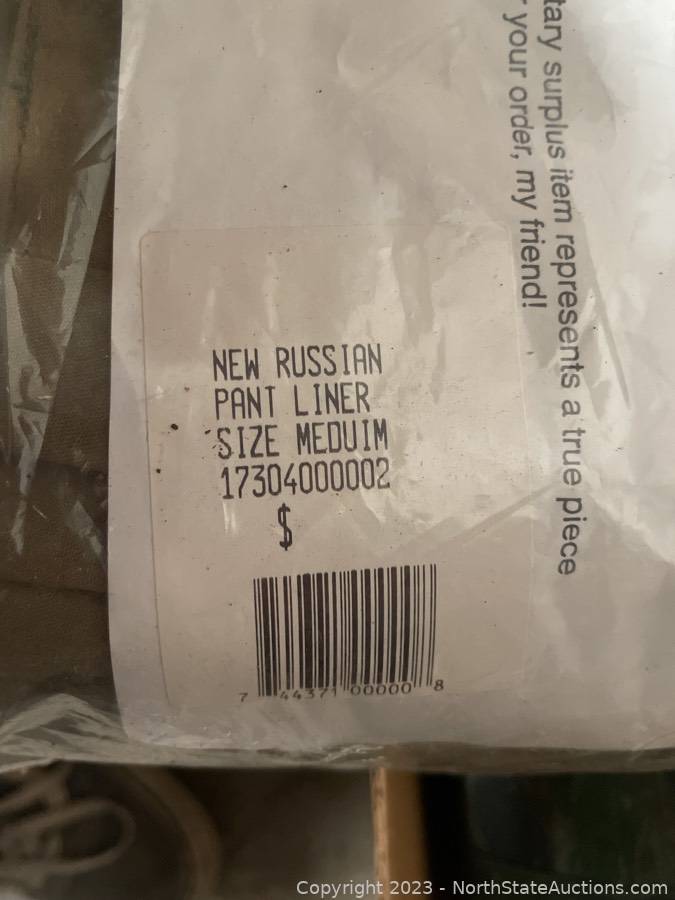 NEW RUSSIAN
PANT LINER
SIZE MEDUIM
17304000002
$
7 44371 00000 8
tary surplus item represents a true piece
your order, my friend!
Copyright 2023 - NorthStateAuctions.com